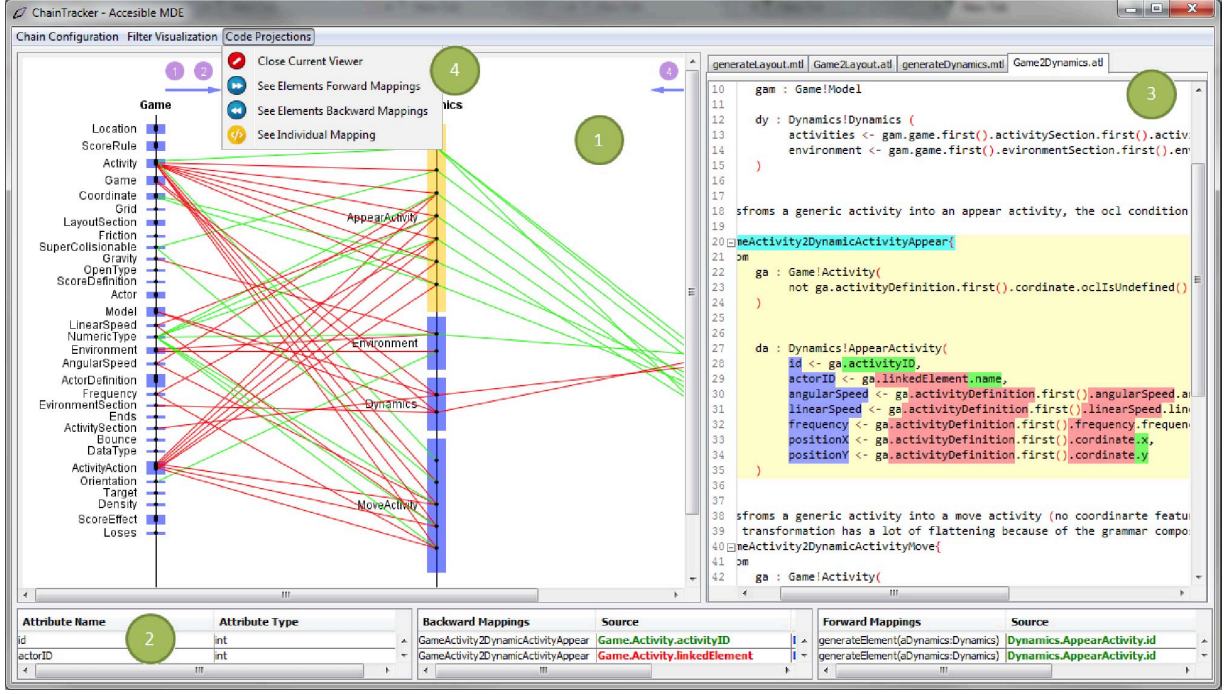 ChainTracker - Accesible MDE
Chain Configuration Filter Visualization Code Projections
Close Current Viewer
See Elements Forward Mappings
See Elements Backward Mappings
See Individual Mapping
4
1
2
4
1
3
Game
Location
ScoreRule
Activity
Game
Coordinate
Grid
LayoutSection
Friction
SuperColisionable
Gravity
OpenType
ScoreDefinition
Actor
Model
LinearSpeed
NumericType
Environment
AngularSpeed
ActorDefinition
Frequency
EvironmentSection
Ends
ActivitySection
Bounce
DataType
ActivityAction
Orientation
Target
Density
ScoreEffect
Loses
AppearActivity
Environment
Dynamics
MoveActivity
generateLayout.mtl Game2Layout.atl generateDynamics.mtl Game2Dynamics.atl
10 gam : Game!Model
11
12 dy : Dynamics!Dynamics (
13 activities <- gam.game.first().activitySection.first().activi
14 environment <- gam.game.first().evironmentSection.first().en
15 )
16
17
18 sfroms a generic activity into an appear activity, the ocl condition
19
20 meActivity2DynamicActivityAppear{
21 om
22 ga : Game!Activity(
23 not ga.activityDefinition.first().cordinate.oclIsUndefined()
24 )
25
26
27 da : Dynamics!AppearActivity(
28 id <- ga.activityID,
29 actorID <- ga.linkedElement.name,
30 angularSpeed <- ga.activityDefinition.first().angularSpeed.a
31 linearSpeed <- ga.activityDefinition.first().linearSpeed.line
32 frequency <- ga.activityDefinition.first().frequency.frequen
33 positionX <- ga.activityDefinition.first().cordinate.x,
34 positionY <- ga.activityDefinition.first().cordinate.y
35 )
36
37
38 sfroms a generic activity into a move activity (no coordinarte featu
39 transformation has a lot of flattening because of the grammar compo
40 meActivity2DynamicActivityMove{
41 om
42 ga : Game!Activity(
Attribute Name Attribute Type
id int
actorID int
2
Backward Mappings Source
GameActivity2DynamicActivityAppear Game.Activity.activityID
GameActivity2DynamicActivityAppear Game.Activity.linkedElement
Forward Mappings Source
generateElement(aDynamics:Dynamics) Dynamics.AppearActivity.id
generateElement(aDynamics:Dynamics) Dynamics.AppearActivity.id